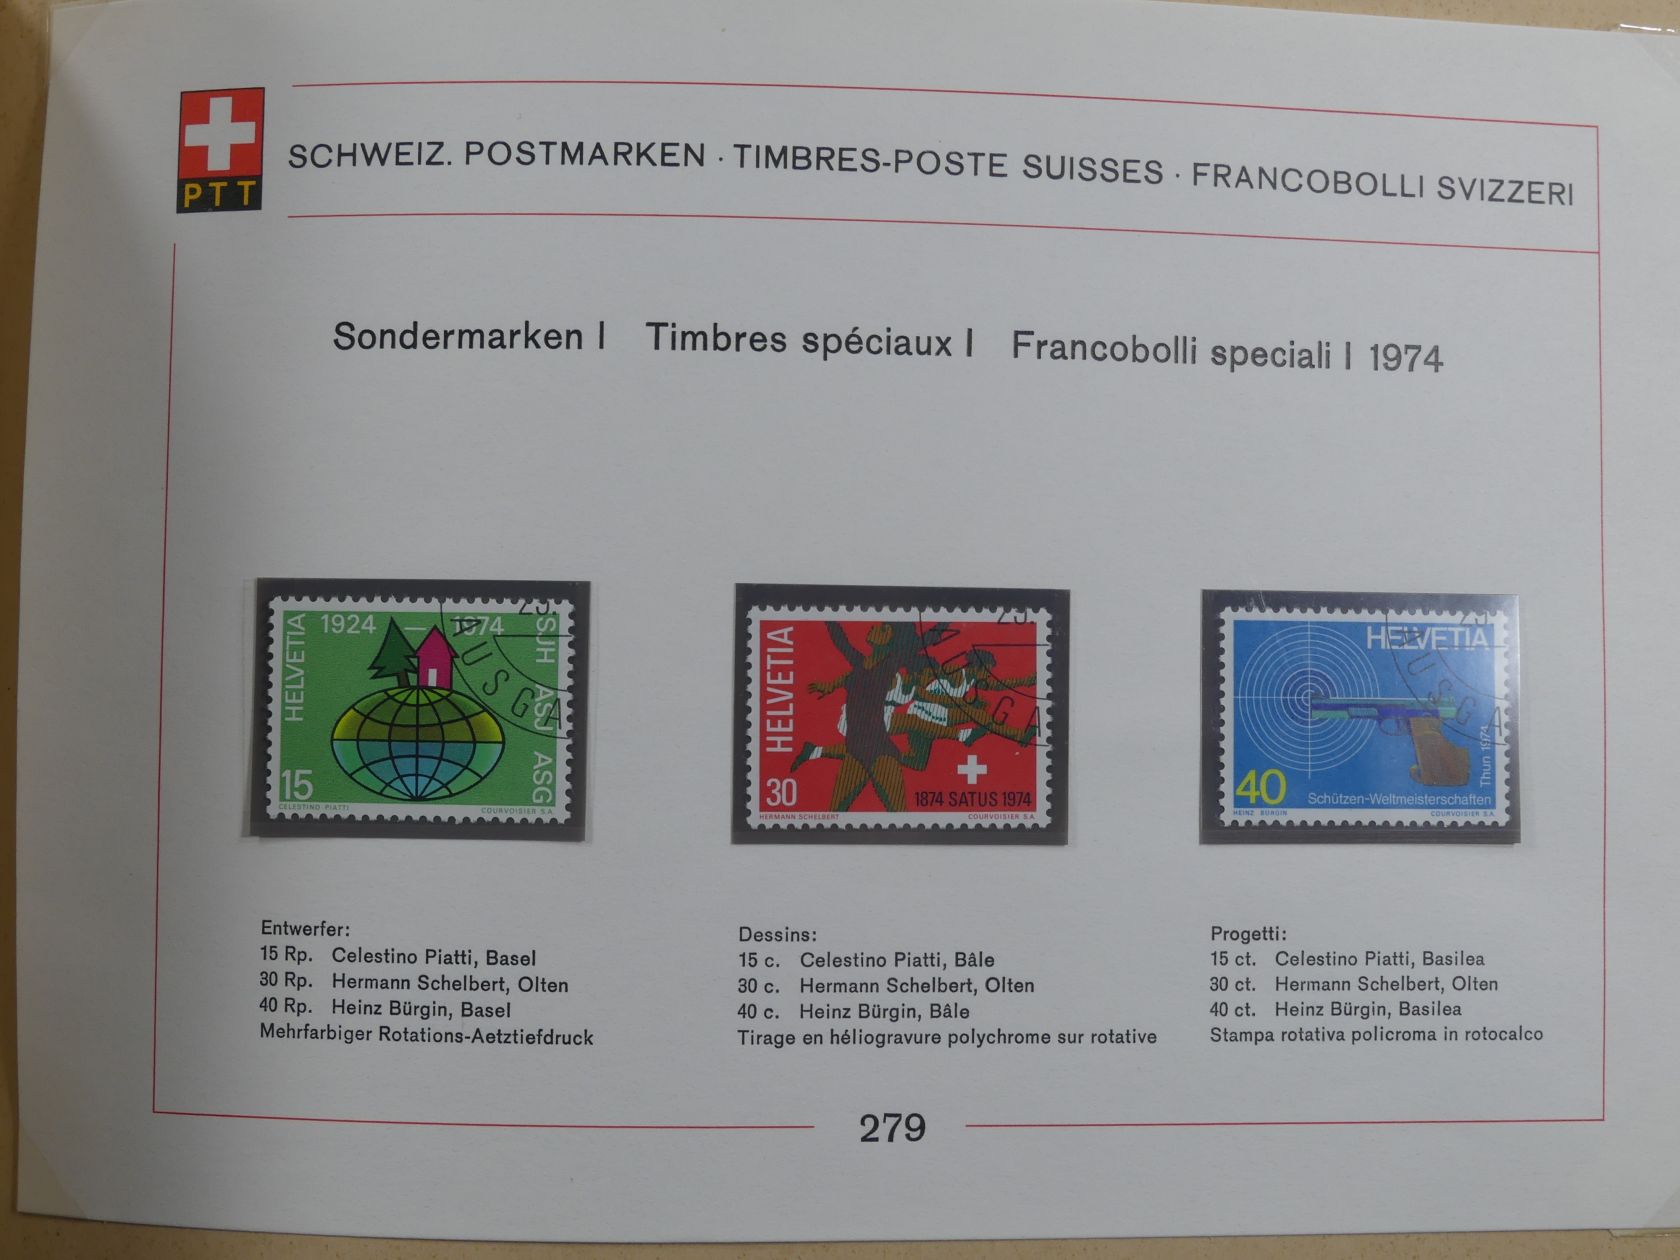 PTT
SCHWEIZ. POSTMARKEN · TIMBRES-POSTE SUISSES · FRANCOBOLLI SVIZZERI
Sondermarken I Timbres spéciaux I Francobolli speciali I 1974
HELVETIA
1924 — 1974
SJH ASJ ASG
15
CELESTINO PIATTI COURVOISIER S.A.
AUSGA
HELVETIA
30
1874 SATUS 1974
HERMANN SCHELBERT COURVOISIER S.A.
AUSGA
HELVETIA
Thun 1974
40
Schützen-Weltmeisterschaften
HEINZ BÜRGIN COURVOISIER S.A.
AUSGA
Entwerfer:
15 Rp. Celestino Piatti, Basel
30 Rp. Hermann Schelbert, Olten
40 Rp. Heinz Bürgin, Basel
Mehrfarbiger Rotations-Aetztiefdruck
Dessins:
15 c. Celestino Piatti, Bâle
30 c. Hermann Schelbert, Olten
40 c. Heinz Bürgin, Bâle
Tirage en héliogravure polychrome sur rotative
Progetti:
15 ct. Celestino Piatti, Basilea
30 ct. Hermann Schelbert, Olten
40 ct. Heinz Bürgin, Basilea
Stampa rotativa policroma in rotocalco
279